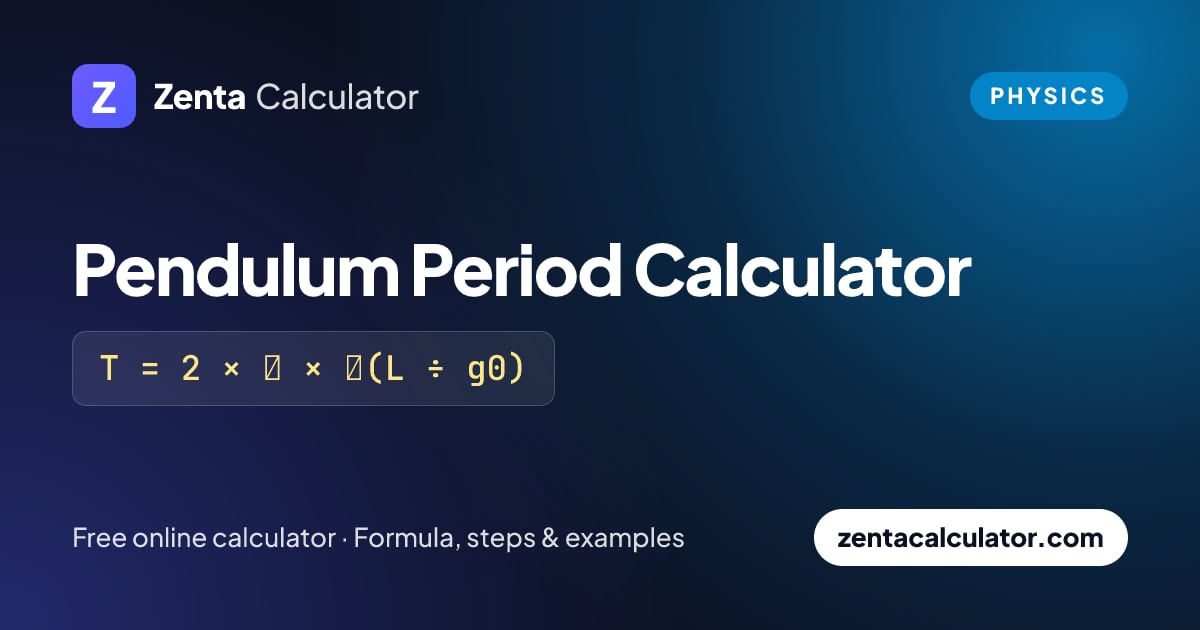 Z Zenta Calculator
PHYSICS
Pendulum Period Calculator
T = 2 × × (L ÷ g0)
Free online calculator · Formula, steps & examples
zentacalculator.com